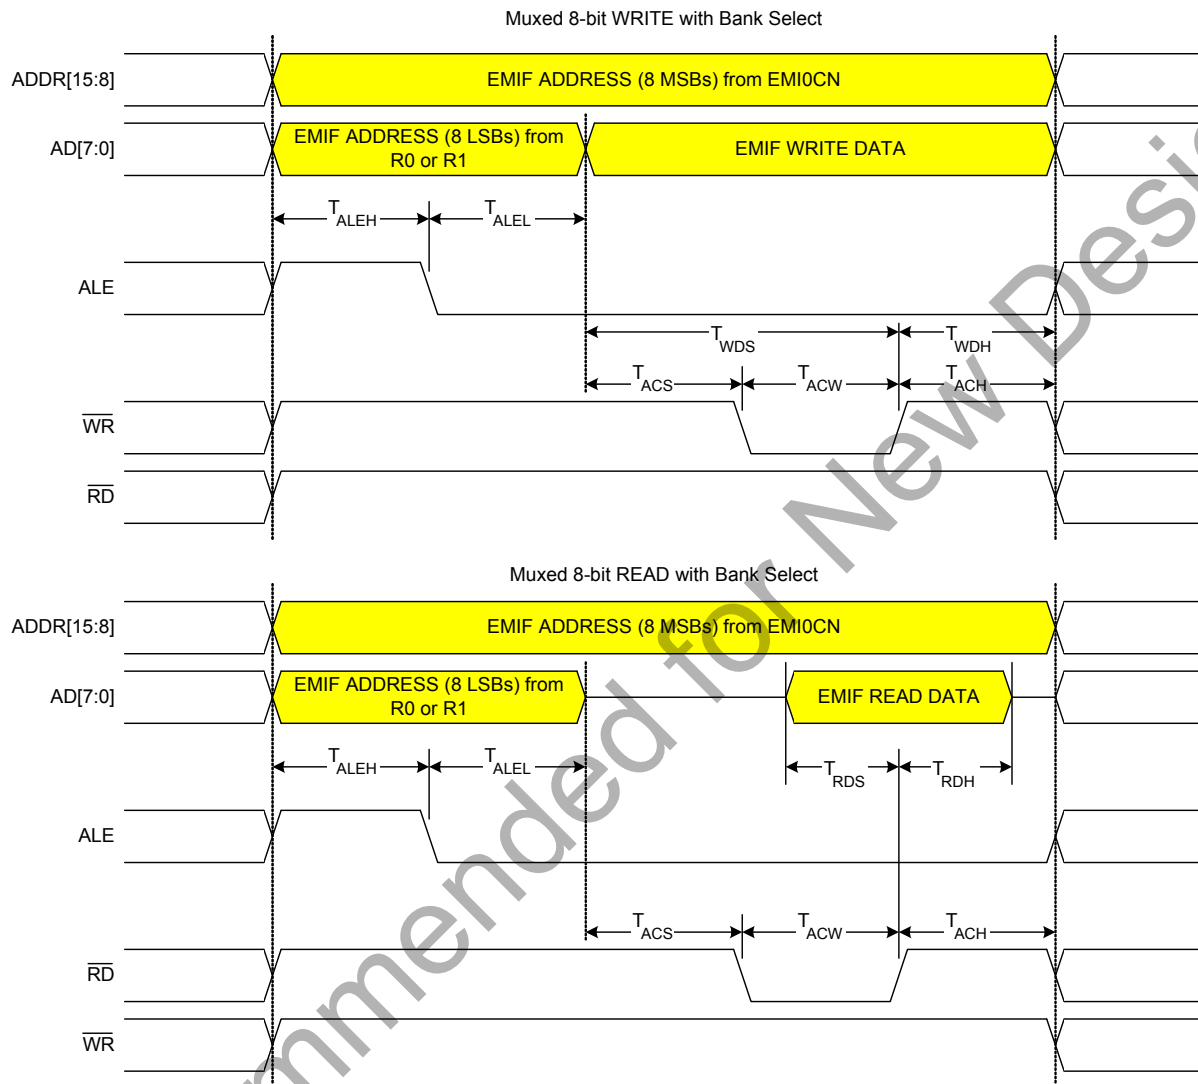 Muxed 8-bit WRITE with Bank Select
ADDR[15:8]
EMIF ADDRESS (8 MSBs) from EMI0CN
AD[7:0]
EMIF ADDRESS (8 LSBs) from
R0 or R1
EMIF WRITE DATA
TALEH
TALEL
ALE
TWDS
TWDH
TACS
TACW
TACH
WR
RD
Muxed 8-bit READ with Bank Select
ADDR[15:8]
EMIF ADDRESS (8 MSBs) from EMI0CN
AD[7:0]
EMIF ADDRESS (8 LSBs) from
R0 or R1
EMIF READ DATA
TALEH
TALEL
TRDS
TRDH
ALE
TACS
TACW
TACH
RD
WR
mmended for New Desig